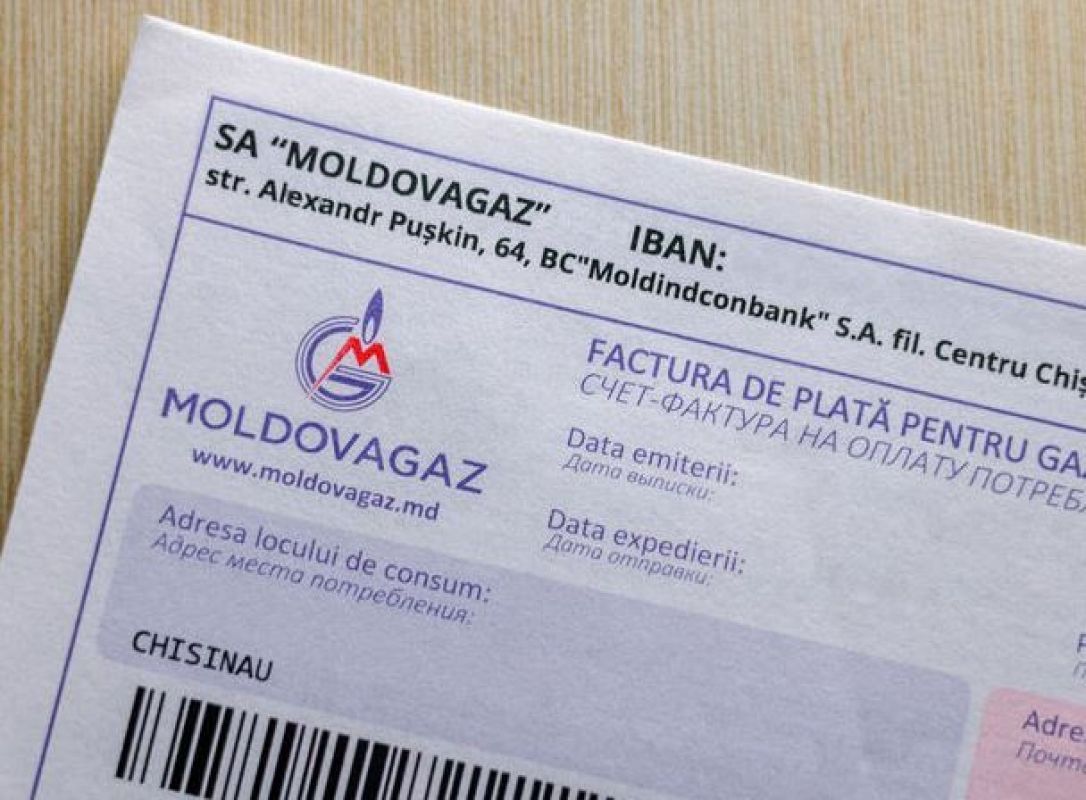 SA “MOLDOVAGAZ” IBAN:
str. Alexandr Pușkin, 64, BC"Moldindconbank" S.A. fil. Centru Chiș
MOLDOVAGAZ
www.moldovagaz.md
FACTURA DE PLATĂ PENTRU GA
СЧЕТ-ФАКТУРА НА ОПЛАТУ ПОТРЕБ
Data emiterii:
Дата выписки:
Data expedierii:
Дата отправки:
Adresa locului de consum:
Адрес места потребления:
CHISINAU
Adre
Почто